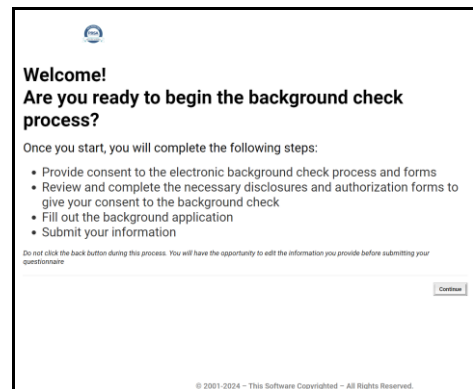 Welcome!
Are you ready to begin the background check
process?
Once you start, you will complete the following steps:
• Provide consent to the electronic background check process and forms
• Review and complete the necessary disclosures and authorization forms to
give your consent to the background check
• Fill out the background application
• Submit your information
Do not click the back button during this process. You will have the opportunity to edit the information you provide before submitting your
questionnaire
Continue
© 2001-2024 – This Software Copyrighted – All Rights Reserved.